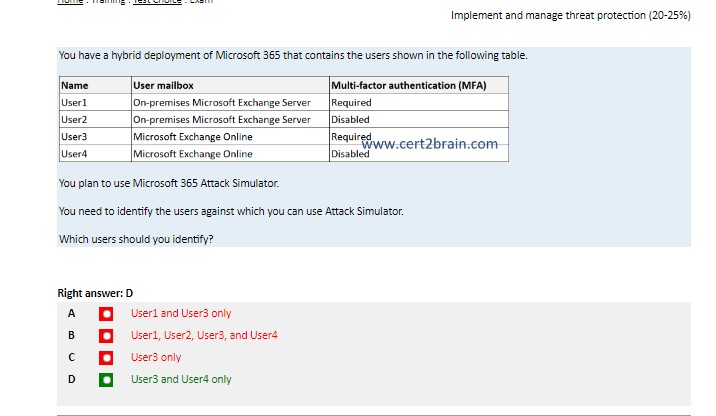 Home : Training : Test Choice : Exam
Implement and manage threat protection (20-25%)
You have a hybrid deployment of Microsoft 365 that contains the users shown in the following table.
Name User mailbox Multi-factor authentication (MFA)
User1 On-premises Microsoft Exchange Server Required
User2 On-premises Microsoft Exchange Server Disabled
User3 Microsoft Exchange Online Required
www.cert2brain.com
User4 Microsoft Exchange Online Disabled
You plan to use Microsoft 365 Attack Simulator.
You need to identify the users against which you can use Attack Simulator.
Which users should you identify?
Right answer: D
A User1 and User3 only
B User1, User2, User3, and User4
C User3 only
D User3 and User4 only